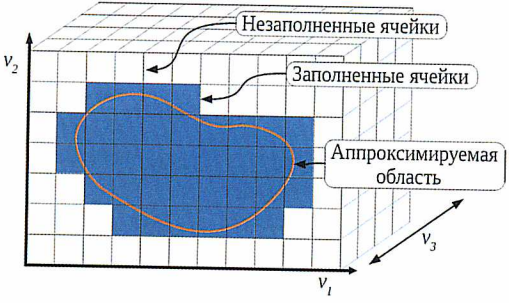 Незаполненные ячейки
v2
Заполненные ячейки
Аппроксимируемая
область
v3
v1